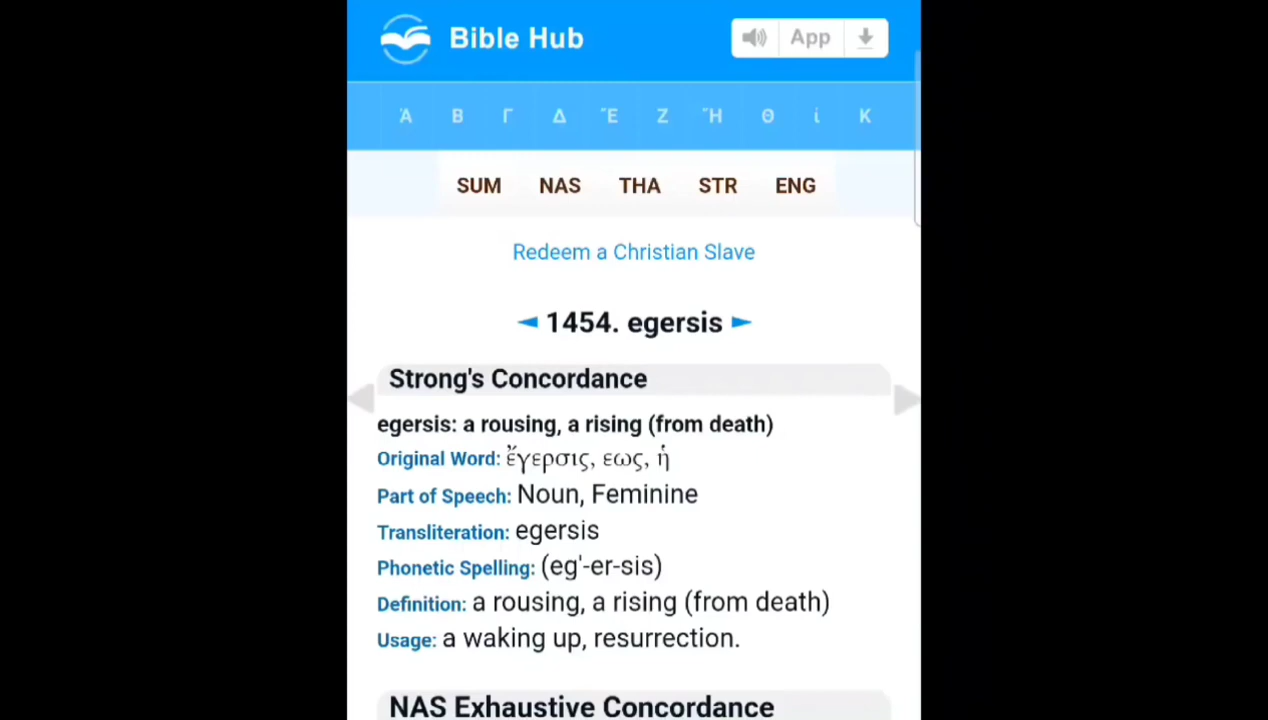 Bible Hub
App
Ἀ Β Γ Δ Ἔ Ζ Ἤ Θ ἰ Κ
SUM NAS THA STR ENG
Redeem a Christian Slave
◄ 1454. egersis ►
Strong's Concordance
egersis: a rousing, a rising (from death)
Original Word: ἔγερσις, εως, ἡ
Part of Speech: Noun, Feminine
Transliteration: egersis
Phonetic Spelling: (eg'-er-sis)
Definition: a rousing, a rising (from death)
Usage: a waking up, resurrection.
NAS Exhaustive Concordance